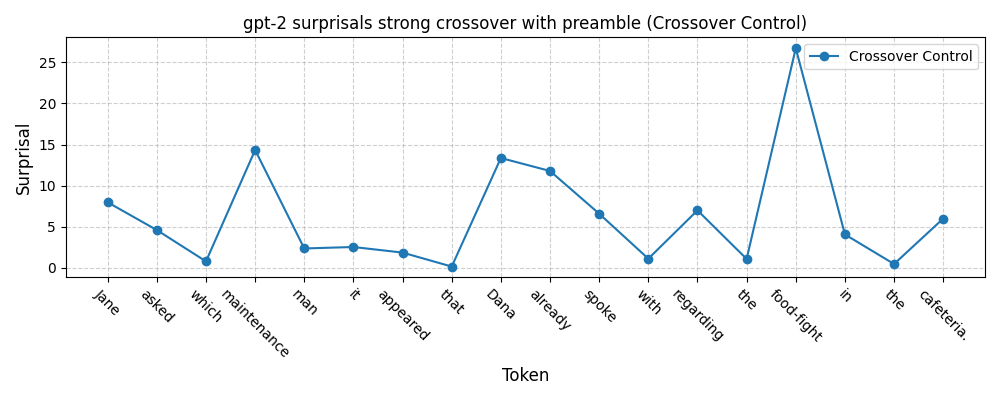 gpt-2 surprisals strong crossover with preamble (Crossover Control)
Crossover Control
Surprisal
25
20
15
10
5
0
Jane
asked
which
maintenance
man
it
appeared
that
Dana
already
spoke
with
regarding
the
food-fight
in
the
cafeteria.
Token